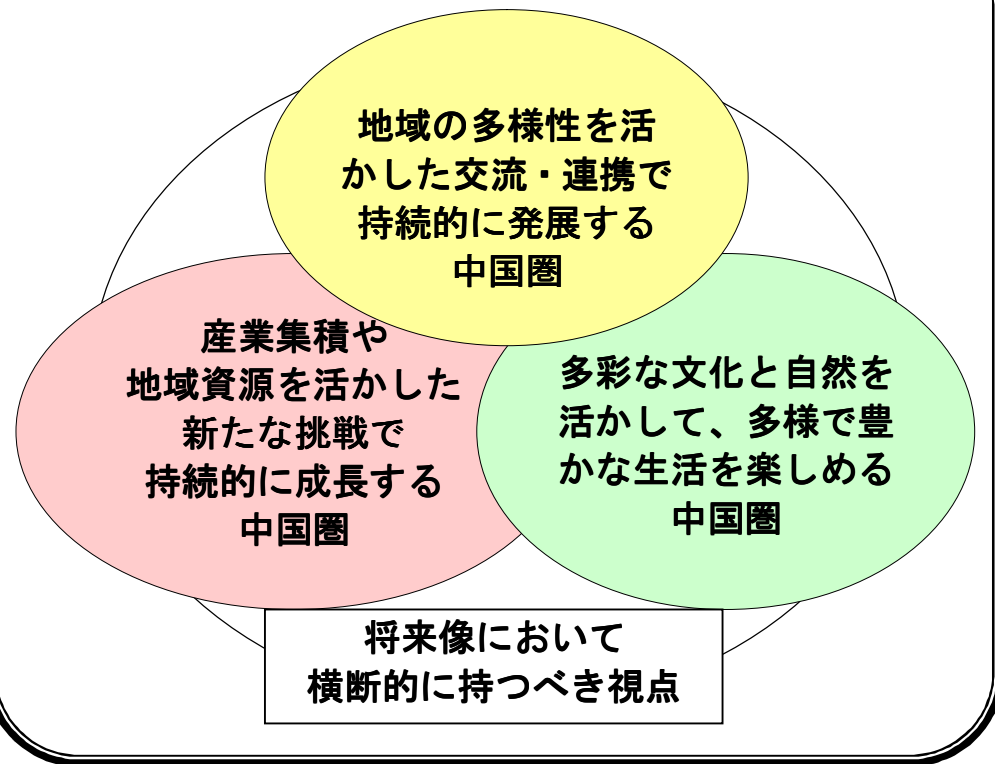 地域の多様性を活
かした交流・連携で
持続的に発展する
中国圏
産業集積や
地域資源を活かした
新たな挑戦で
持続的に成長する
中国圏
多彩な文化と自然を
活かして、多様で豊
かな生活を楽しめる
中国圏
将来像において
横断的に持つべき視点